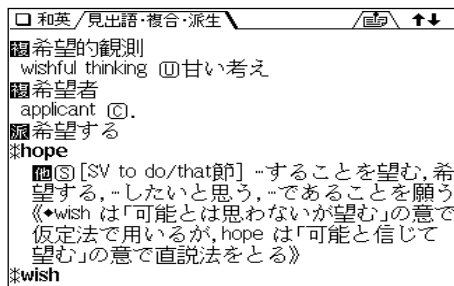 和英／見出語・複合・派生
複希望的観測
wishful thinking Ⓤ甘い考え
複希望者
applicant Ⓒ.
派希望する
*hope
他Ⓢ[SV to do/that節] …することを望む,希
望する,…したいと思う,…であることを願う
《◆wish は「可能とは思わないが望む」の意で
仮定法で用いるが,hope は「可能と信じて
望む」の意で直説法をとる》
*wish